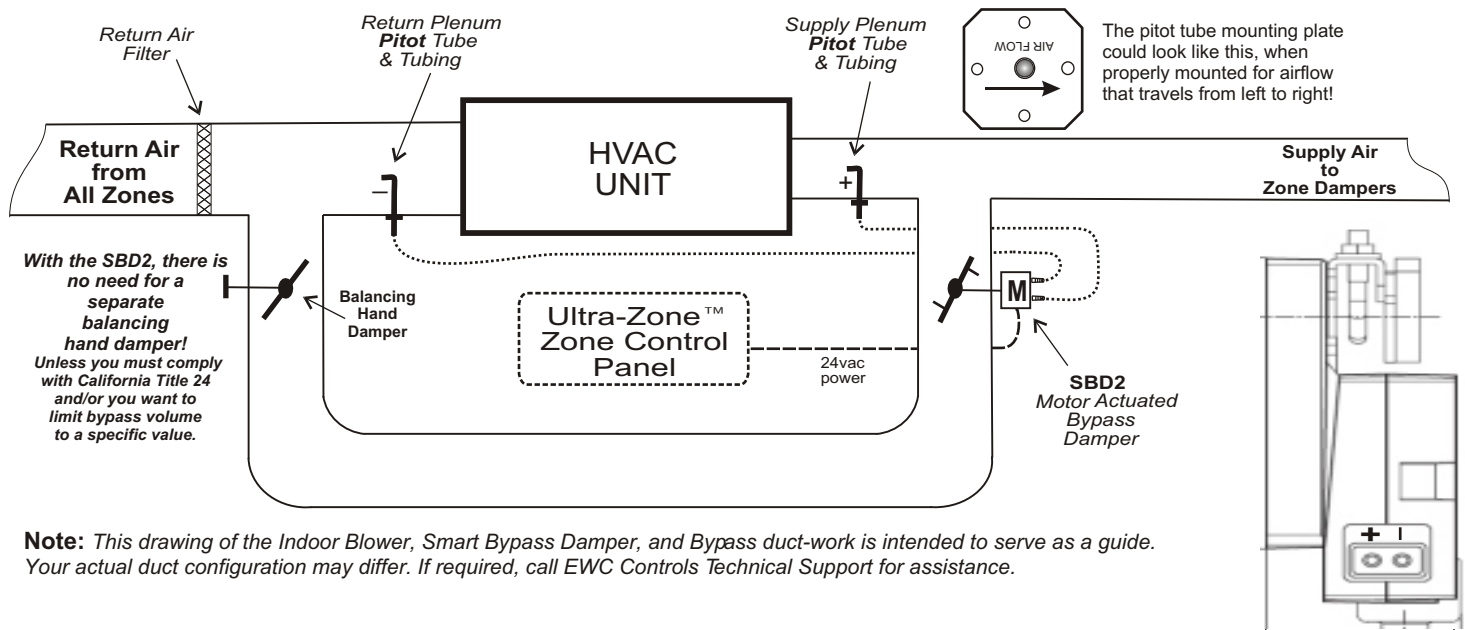 Return Air
Filter
Return Plenum
Pitot Tube
& Tubing
Supply Plenum
Pitot Tube
& Tubing
AIR FLOW
The pitot tube mounting plate
could look like this, when
properly mounted for airflow
that travels from left to right!
Return Air
from
All Zones
–
HVAC
UNIT
+
Supply Air
to
Zone Dampers
With the SBD2, there is
no need for a
separate
balancing
hand damper!
Unless you must comply
with California Title 24
and/or you want to
limit bypass volume
to a specific value.
Balancing
Hand
Damper
Ultra-Zone™
Zone Control
Panel
24vac
power
M
SBD2
Motor Actuated
Bypass
Damper
+ –
Note: This drawing of the Indoor Blower, Smart Bypass Damper, and Bypass duct-work is intended to serve as a guide.
Your actual duct configuration may differ. If required, call EWC Controls Technical Support for assistance.